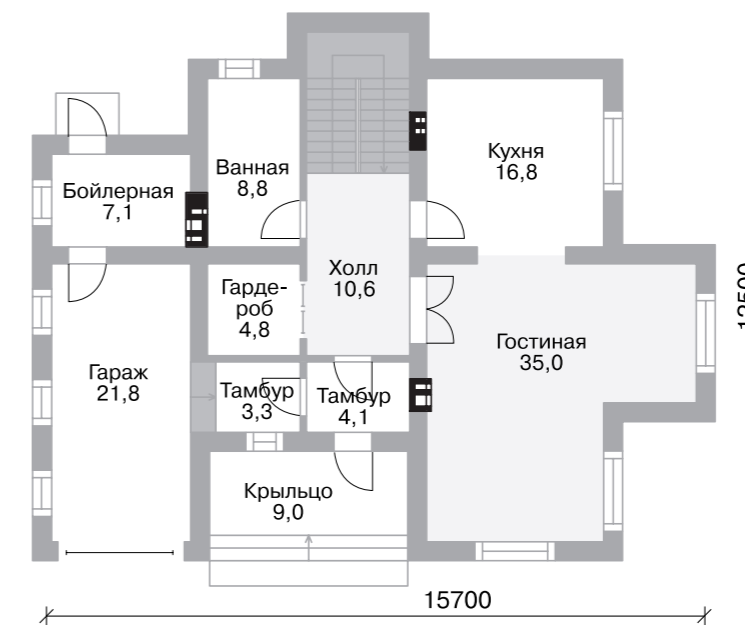 Кухня
16,8
Ванная
8,8
Бойлерная
7,1
Холл
10,6
Гарде-
роб
4,8
Гостиная
35,0
Гараж
21,8
Тамбур
3,3
Тамбур
4,1
Крыльцо
9,0
15700